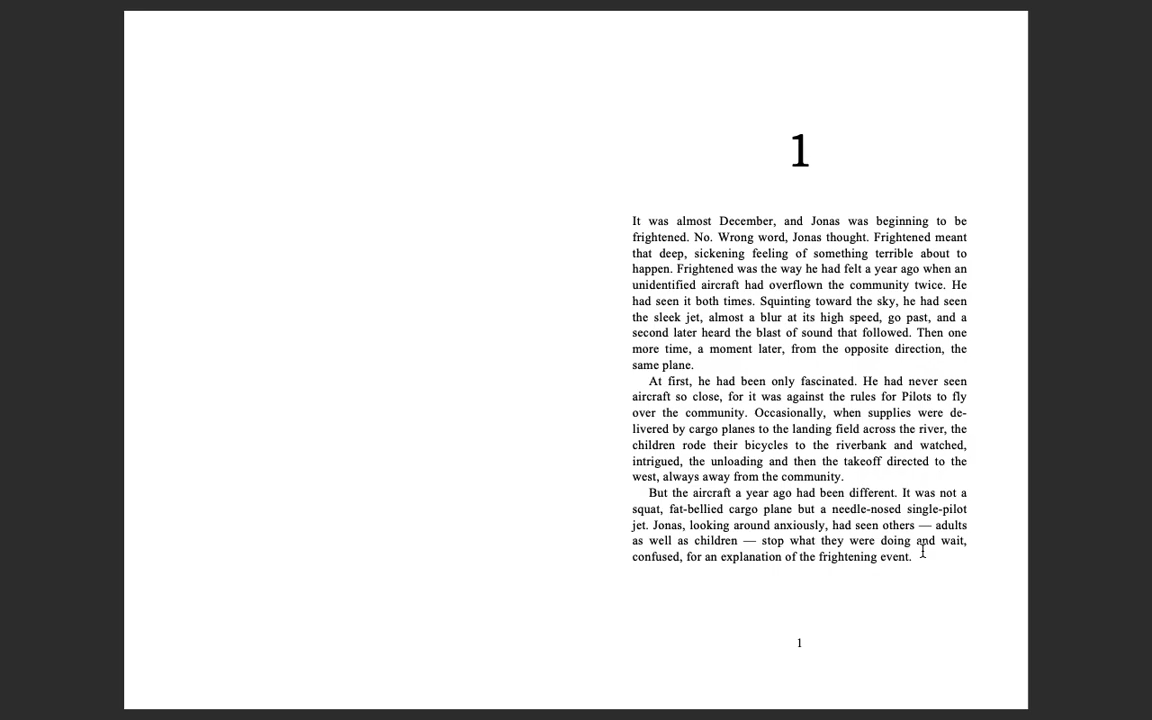 1
It was almost December, and Jonas was beginning to be
frightened. No. Wrong word, Jonas thought. Frightened meant
that deep, sickening feeling of something terrible about to
happen. Frightened was the way he had felt a year ago when an
unidentified aircraft had overflown the community twice. He
had seen it both times. Squinting toward the sky, he had seen
the sleek jet, almost a blur at its high speed, go past, and a
second later heard the blast of sound that followed. Then one
more time, a moment later, from the opposite direction, the
same plane.
At first, he had been only fascinated. He had never seen
aircraft so close, for it was against the rules for Pilots to fly
over the community. Occasionally, when supplies were de-
livered by cargo planes to the landing field across the river, the
children rode their bicycles to the riverbank and watched,
intrigued, the unloading and then the takeoff directed to the
west, always away from the community.
But the aircraft a year ago had been different. It was not a
squat, fat-bellied cargo plane but a needle-nosed single-pilot
jet. Jonas, looking around anxiously, had seen others — adults
as well as children — stop what they were doing and wait,
confused, for an explanation of the frightening event.
1